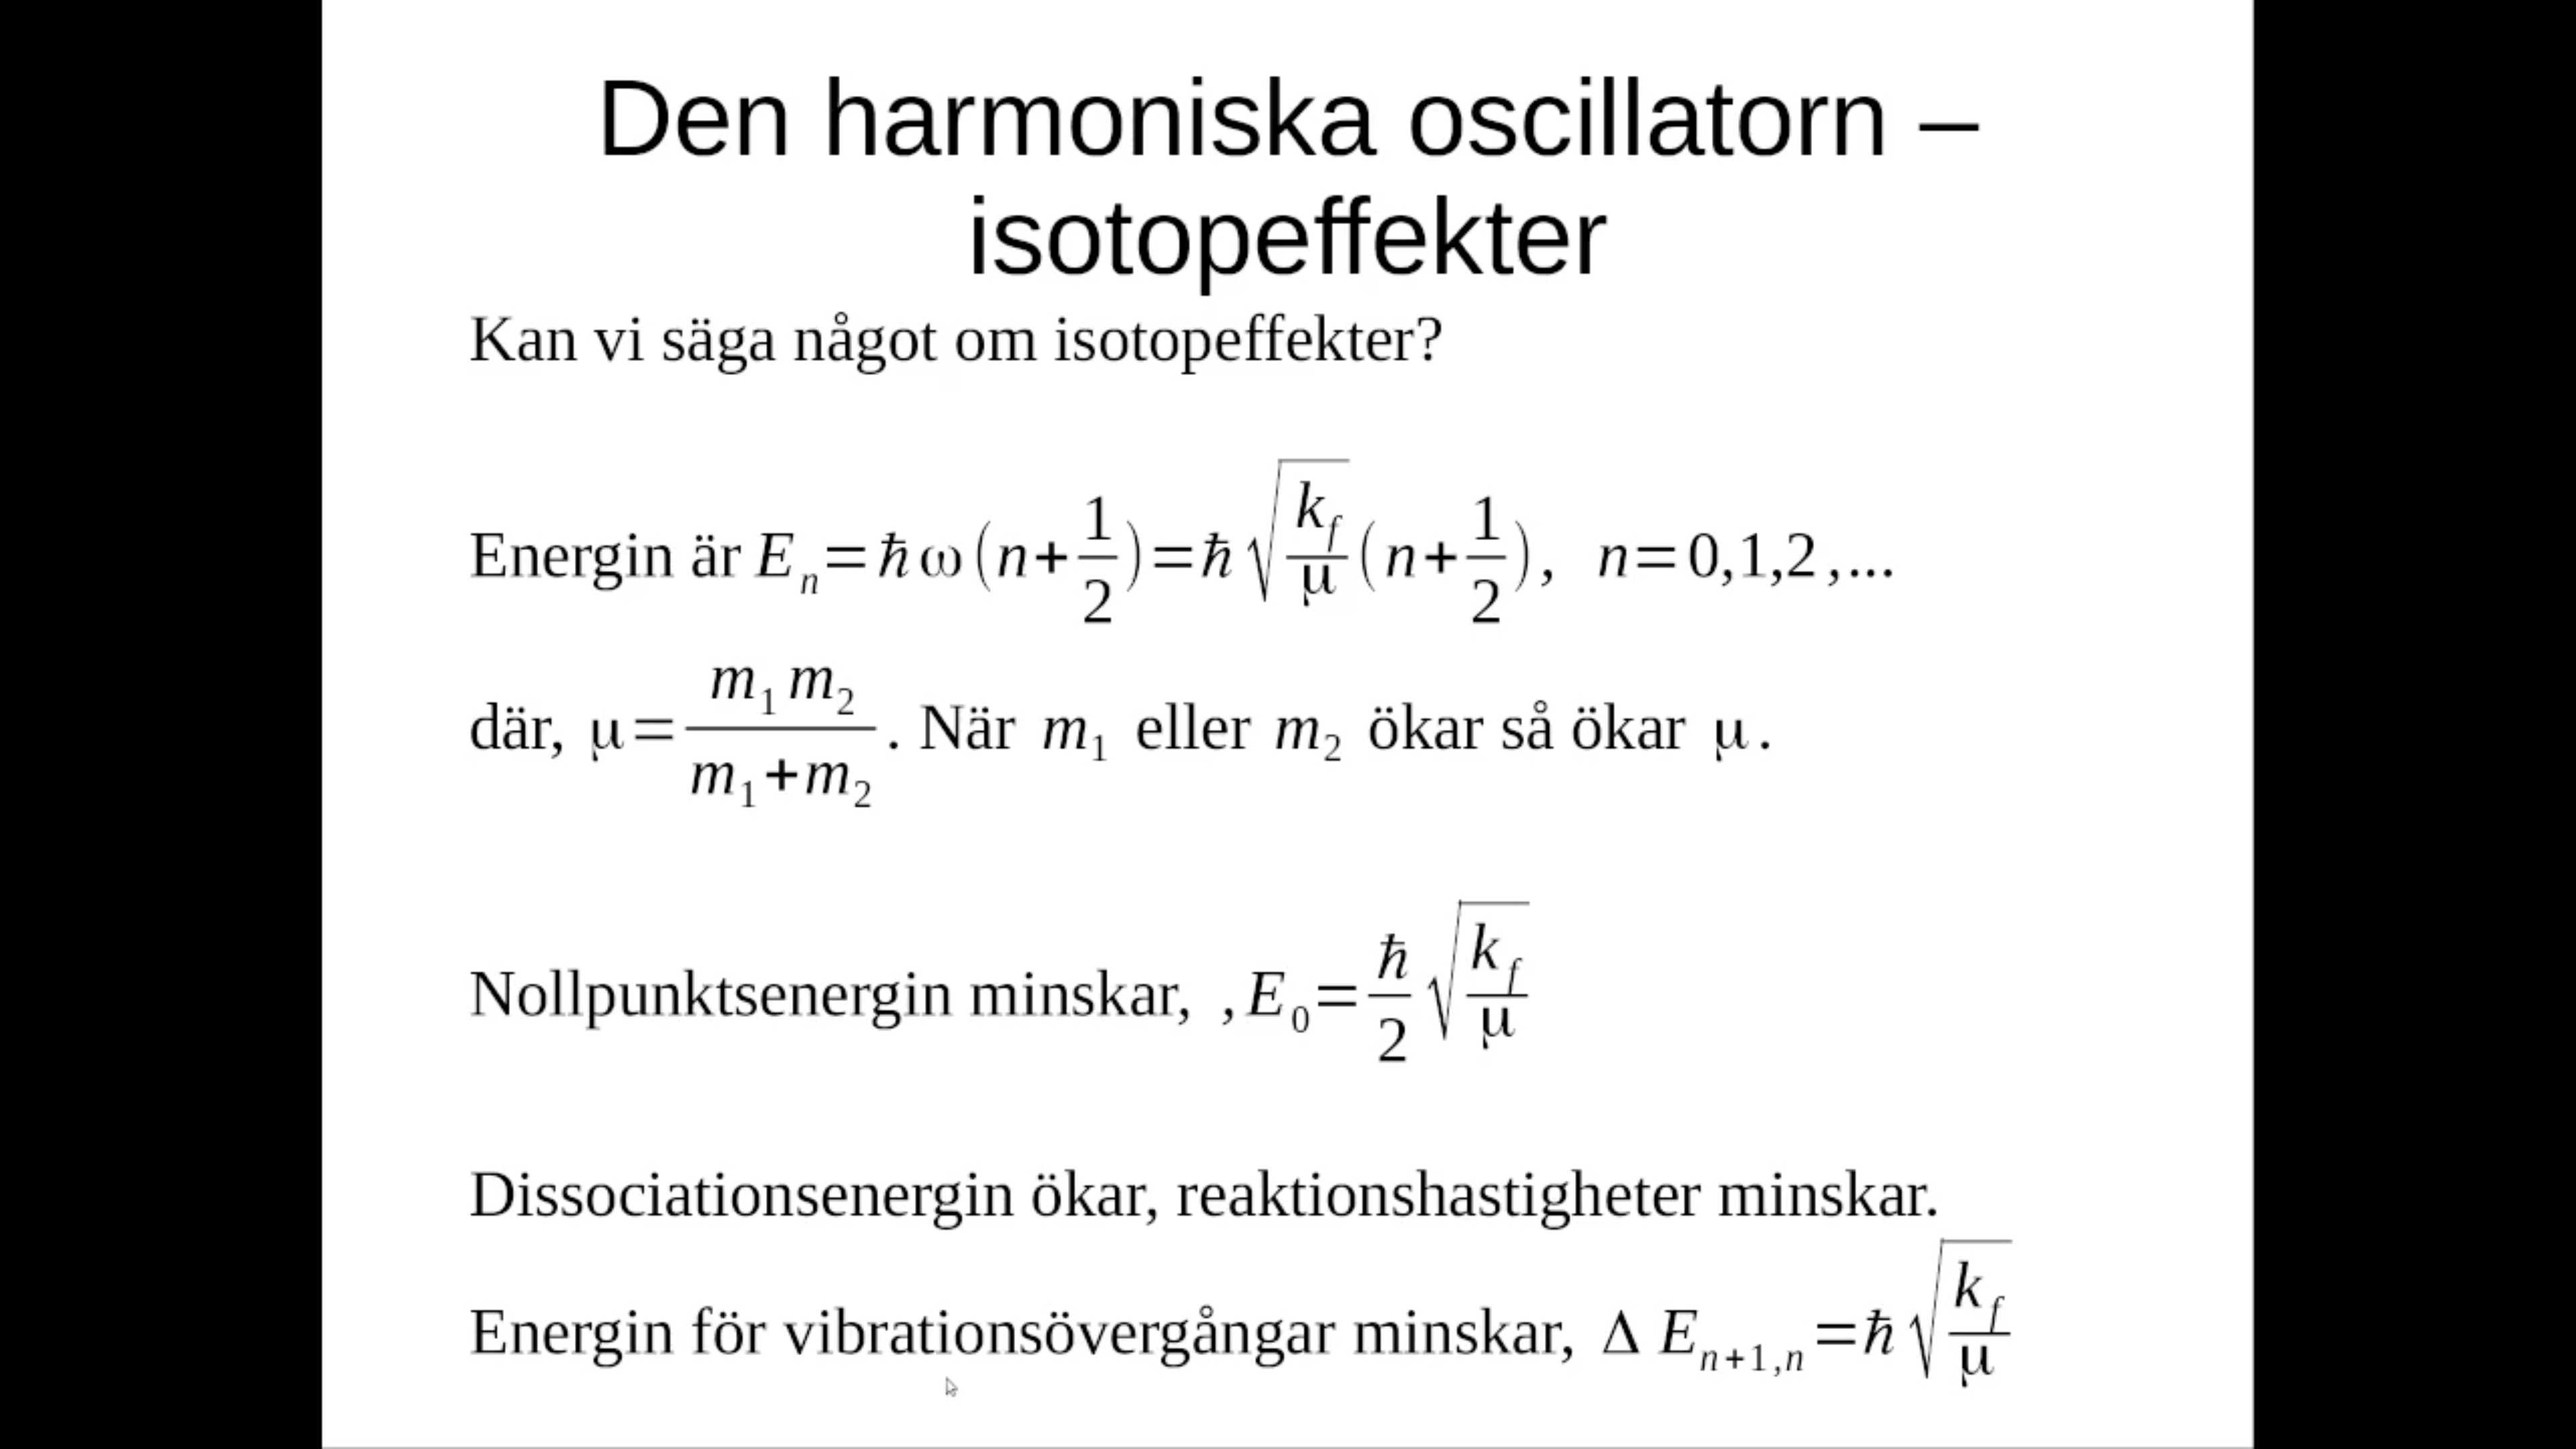 Den harmoniska oscillatorn –
isotopeffekter
Kan vi säga något om isotopeffekter?
Energin är E_n = ħω(n + 1/2) = ħ√(k_f/μ)(n + 1/2), n = 0,1,2,...
där, μ = m_1 m_2/(m_1 + m_2). När m_1 eller m_2 ökar så ökar μ.
Nollpunktsenergin minskar, , E_0 = ħ/2 √(k_f/μ)
Dissociationsenergin ökar, reaktionshastigheter minskar.
Energin för vibrationsövergångar minskar, Δ E_{n+1,n} = ħ√(k_f/μ)